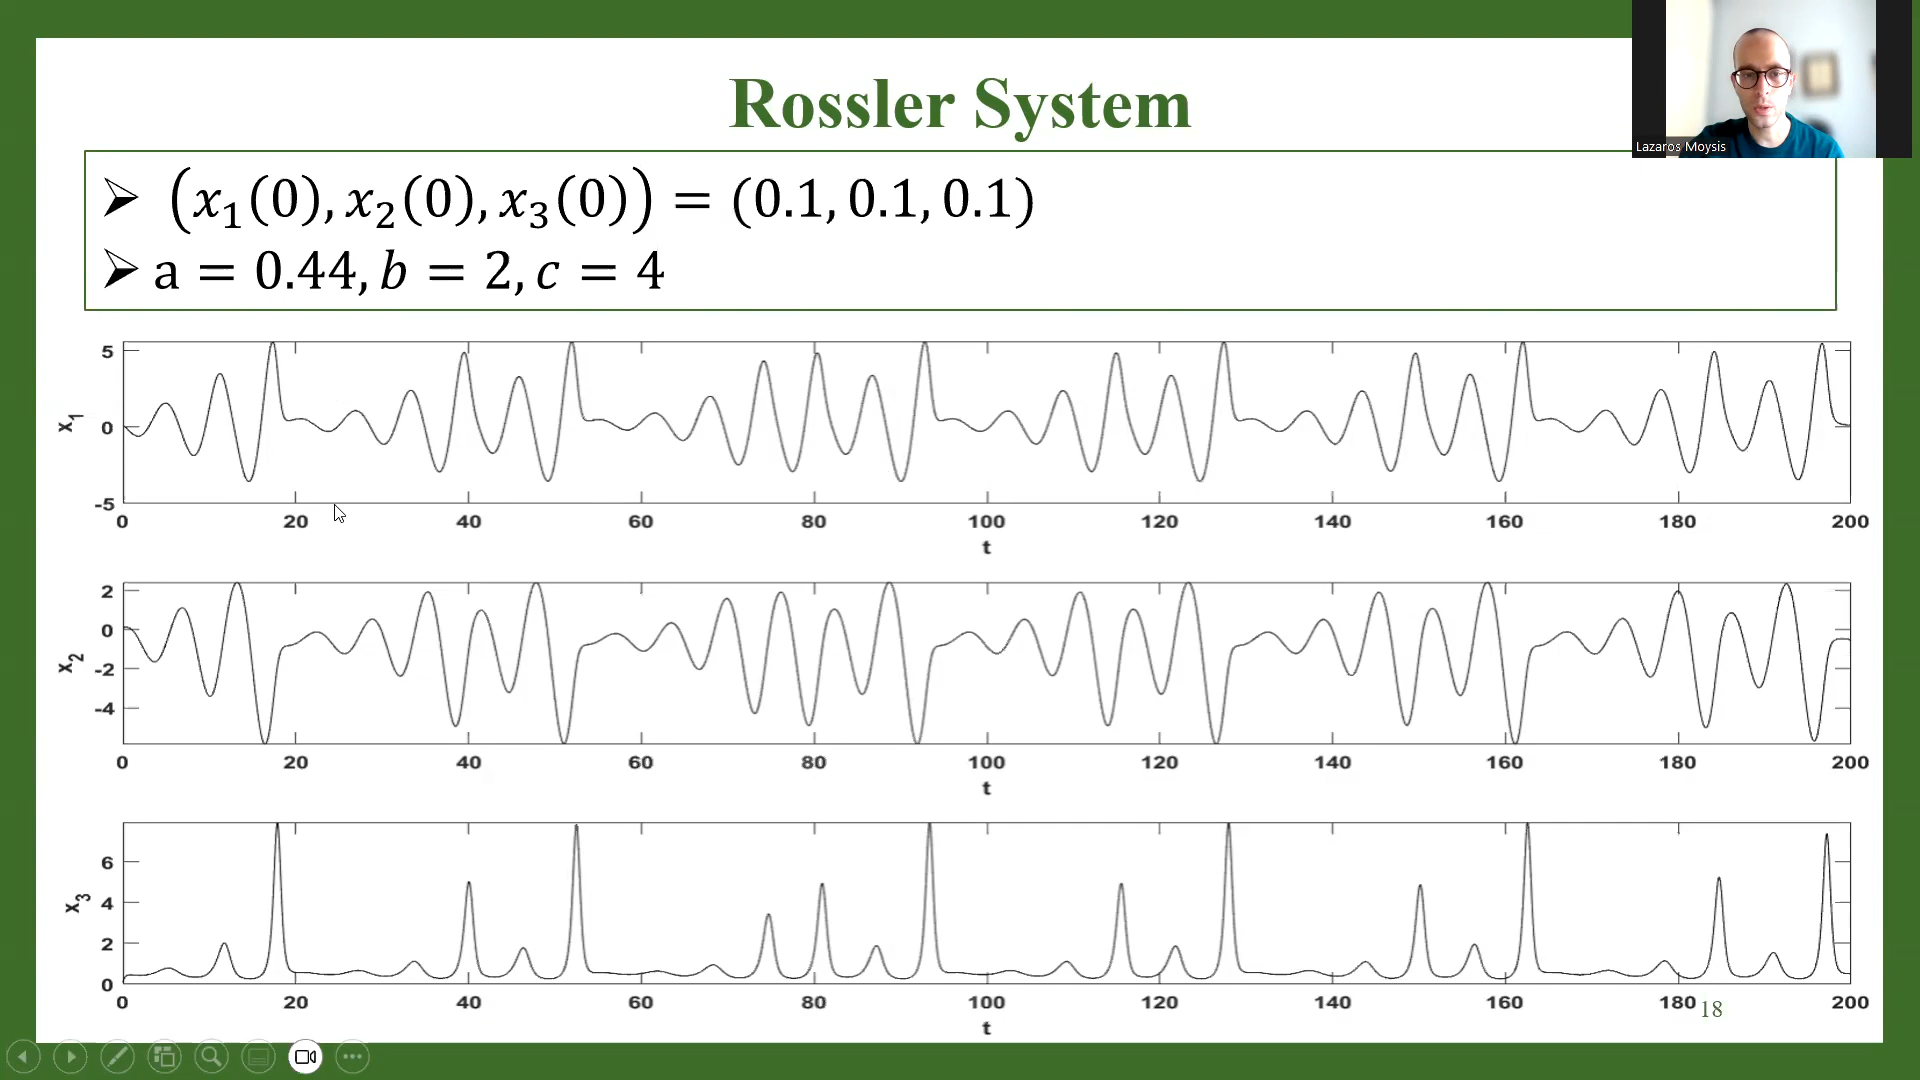 Rossler System
Lazaros Moysis
➤ (x₁(0), x₂(0), x₃(0)) = (0.1, 0.1, 0.1)
➤ a = 0.44, b = 2, c = 4
5
0
-5
x₁
0 20 40 60 80 100 120 140 160 180 200
t
2
0
-2
-4
x₂
0 20 40 60 80 100 120 140 160 180 200
t
6
4
2
0
x₃
0 20 40 60 80 100 120 140 160 180 200
t
18